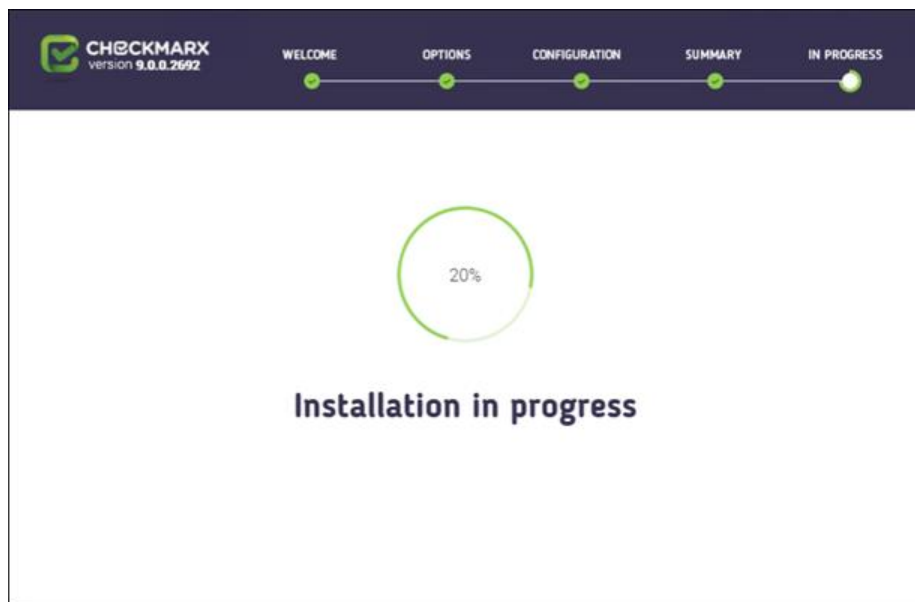 CHECKMARX
version 9.0.0.2692
WELCOME
OPTIONS
CONFIGURATION
SUMMARY
IN PROGRESS
20%
Installation in progress